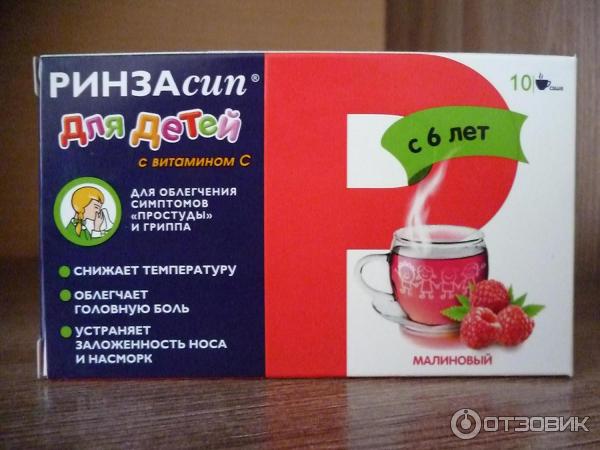 РИНЗАсип®
для детей
с витамином С
ДЛЯ ОБЛЕГЧЕНИЯ
СИМПТОМОВ
«ПРОСТУДЫ»
И ГРИППА
СНИЖАЕТ ТЕМПЕРАТУРУ
ОБЛЕГЧАЕТ
ГОЛОВНУЮ БОЛЬ
УСТРАНЯЕТ
ЗАЛОЖЕННОСТЬ НОСА
И НАСМОРК
Р
10 саше
с 6 лет
МАЛИНОВЫЙ
ОТЗОВИК